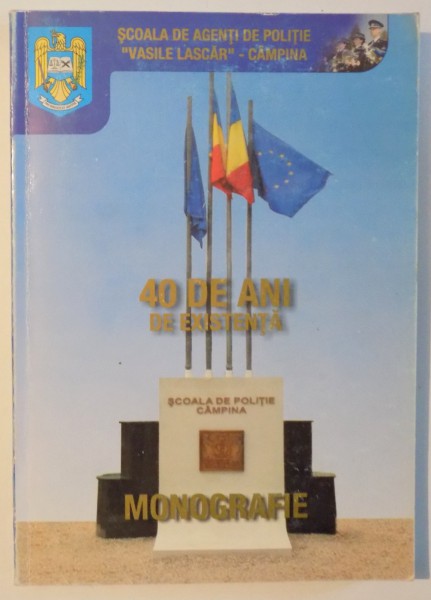 ŞCOALA DE AGENŢI DE POLIŢIE
"VASILE LASCĂR" - CÂMPINA
40 DE ANI
DE EXISTENŢĂ
ŞCOALA DE POLIŢIE
CÂMPINA
MONOGRAFIE